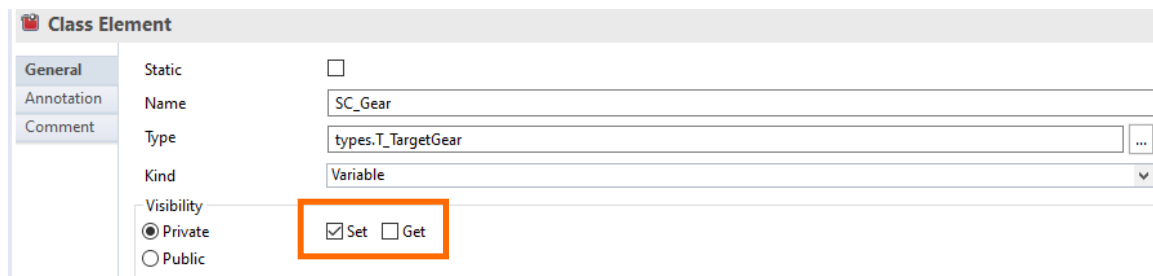 Class Element
General
Annotation
Comment
Static
Name SC_Gear
Type types.T_TargetGear ...
Kind Variable
Visibility
Private Set Get
Public